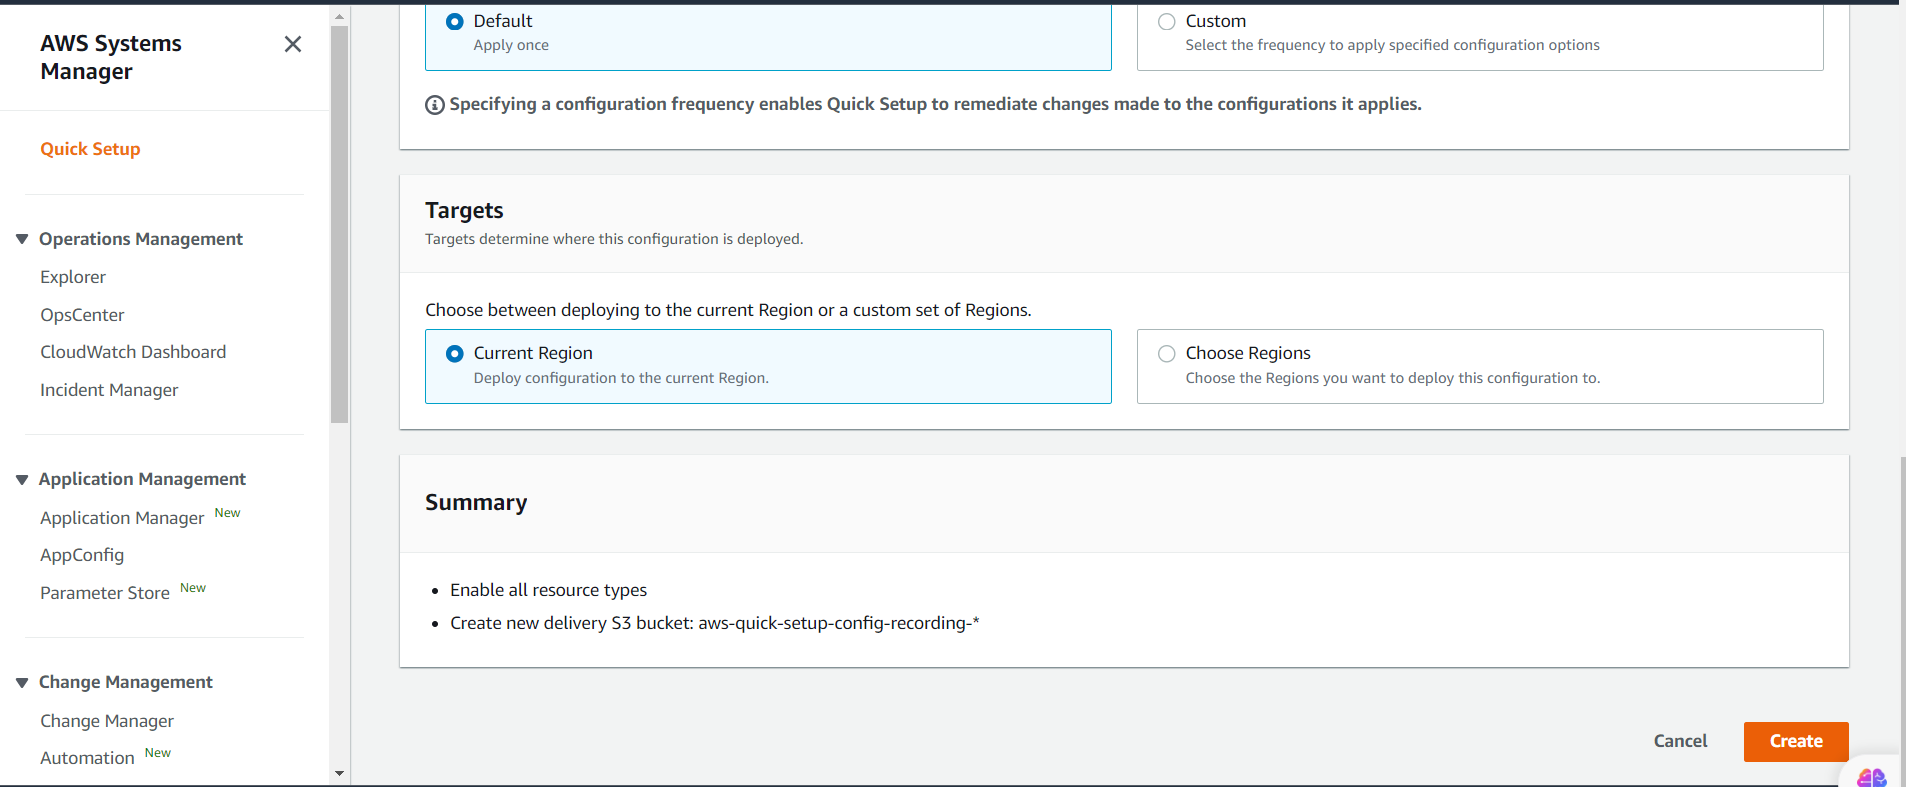 AWS Systems
Manager
Quick Setup
Operations Management
Explorer
OpsCenter
CloudWatch Dashboard
Incident Manager
Application Management
Application Manager New
AppConfig
Parameter Store New
Change Management
Change Manager
Automation New
Default
Apply once
Custom
Select the frequency to apply specified configuration options
Specifying a configuration frequency enables Quick Setup to remediate changes made to the configurations it applies.
Targets
Targets determine where this configuration is deployed.
Choose between deploying to the current Region or a custom set of Regions.
Current Region
Deploy configuration to the current Region.
Choose Regions
Choose the Regions you want to deploy this configuration to.
Summary
• Enable all resource types
• Create new delivery S3 bucket: aws-quick-setup-config-recording-*
Cancel
Create